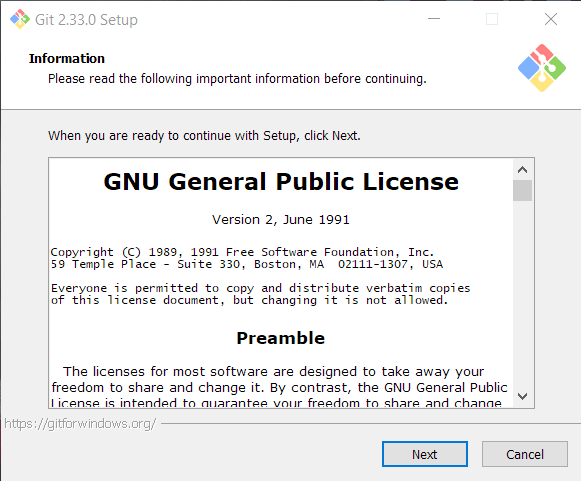 Git 2.33.0 Setup
Information
Please read the following important information before continuing.
When you are ready to continue with Setup, click Next.
GNU General Public License
Version 2, June 1991
Copyright (C) 1989, 1991 Free Software Foundation, Inc.
59 Temple Place - Suite 330, Boston, MA  02111-1307, USA
Everyone is permitted to copy and distribute verbatim copies
of this license document, but changing it is not allowed.
Preamble
The licenses for most software are designed to take away your
freedom to share and change it. By contrast, the GNU General Public
License is intended to guarantee your freedom to share and change
https://gitforwindows.org/
Next
Cancel